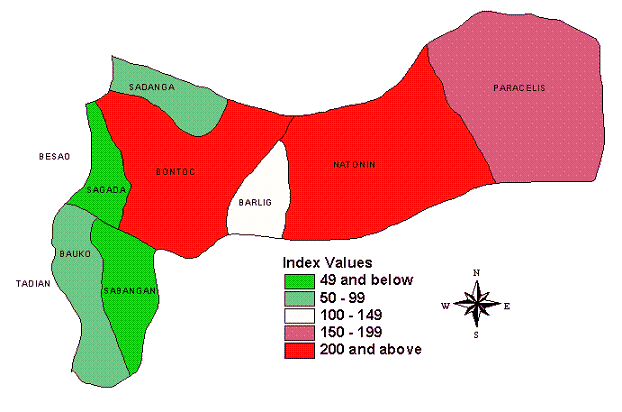 SADANGA
PARACELIS
BESAO
BONTOC
NATONIN
SAGADA
BARLIG
BAUKO
TADIAN
SABANGAN
Index Values
49 and below
50 - 99
100 - 149
150 - 199
200 and above
N
W E
S